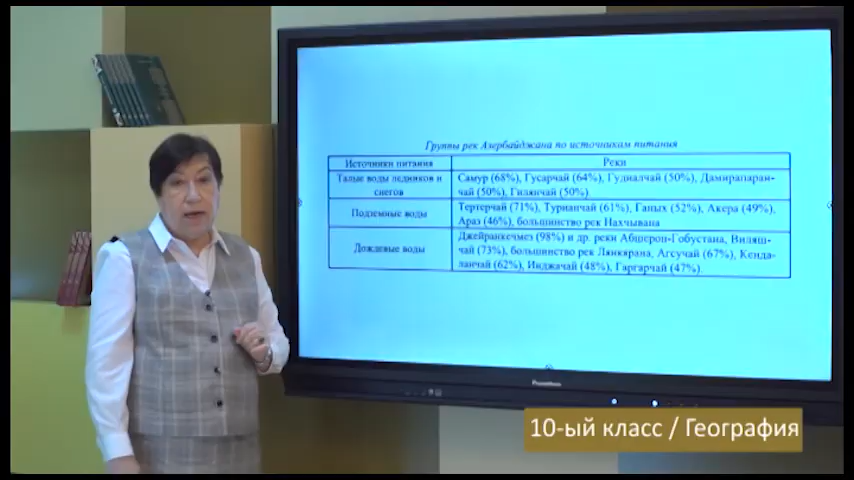 Группы рек Азербайджана по источникам питания
Источники питания
Реки
Талые воды ледников и
снегов
Самур (68%), Гусарчай (64%), Гудиалчай (50%), Дамирапаран-
чай (50%), Гилянчай (50%)
Подземные воды
Тертерчай (71%), Турианчай (61%), Ганых (52%), Акера (49%),
Араз (46%), большинство рек Нахчывана
Дождевые воды
Джейранкечмез (98%) и др. реки Абшерон-Гобустана, Виляш-
чай (73%), большинство рек Лянкярана, Агсучай (67%), Кенда-
ланчай (62%), Инджачай (48%), Гаргарчай (47%).
Promethean
10-ый класс / География